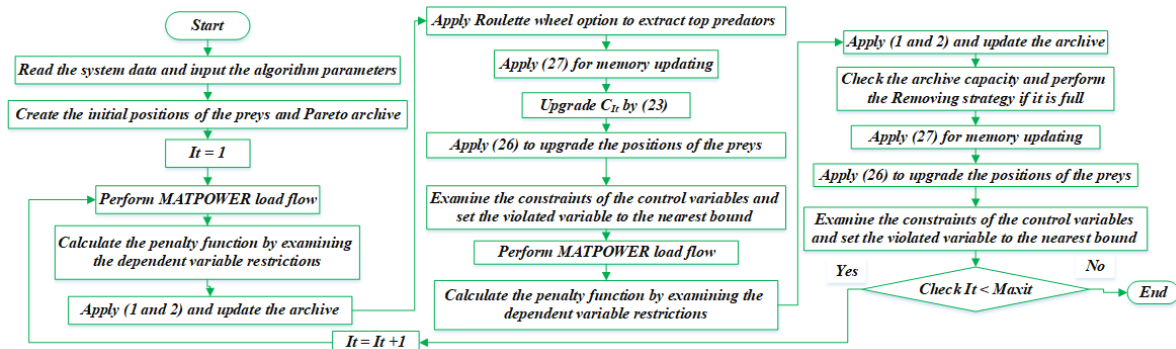 Start
Read the system data and input the algorithm parameters
Create the initial positions of the preys and Pareto archive
It = 1
Perform MATPOWER load flow
Calculate the penalty function by examining
the dependent variable restrictions
Apply (1 and 2) and update the archive
Apply Roulette wheel option to extract top predators
Apply (27) for memory updating
Upgrade C_It by (23)
Apply (26) to upgrade the positions of the preys
Examine the constraints of the control variables and
set the violated variable to the nearest bound
Perform MATPOWER load flow
Calculate the penalty function by examining the
dependent variable restrictions
Apply (1 and 2) and update the archive
Check the archive capacity and perform
the Removing strategy if it is full
Apply (27) for memory updating
Apply (26) to upgrade the positions of the preys
Examine the constraints of the control variables
and set the violated variable to the nearest bound
Yes
No
Check It < Maxit
End
It = It +1